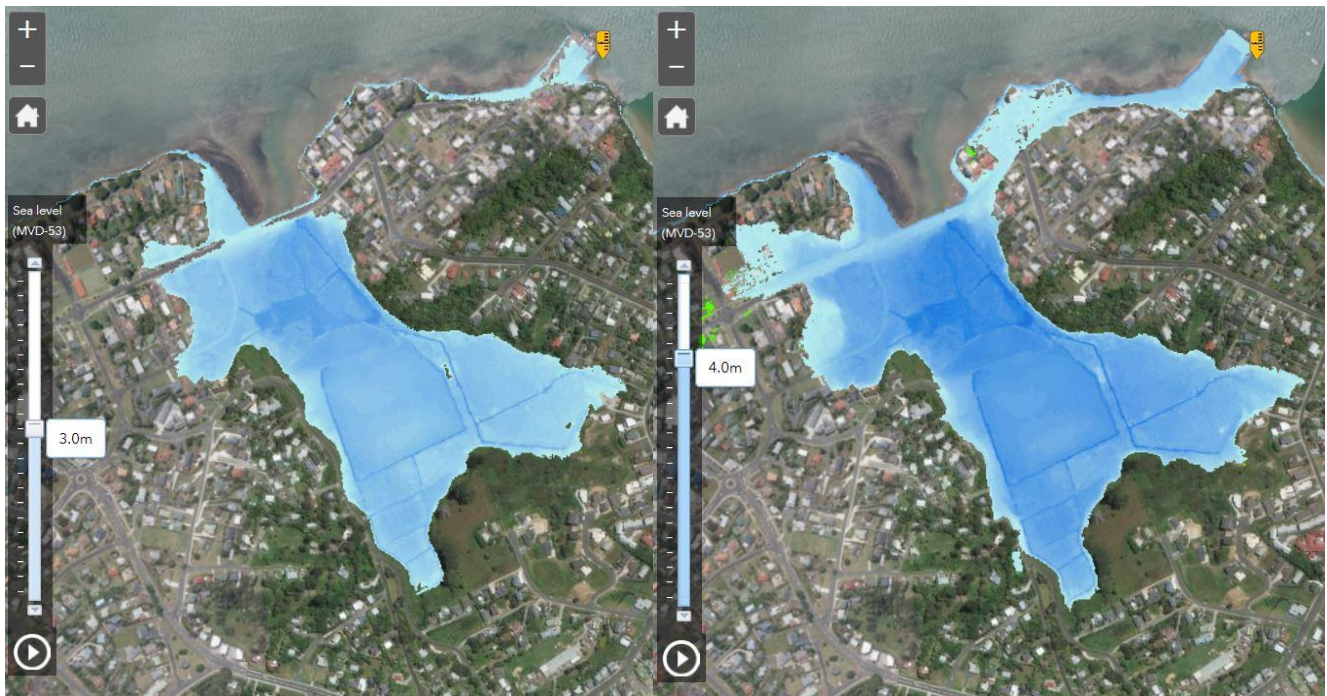 +
−
Sea level
(MVD-53)
3.0m
+
−
Sea level
(MVD-53)
4.0m